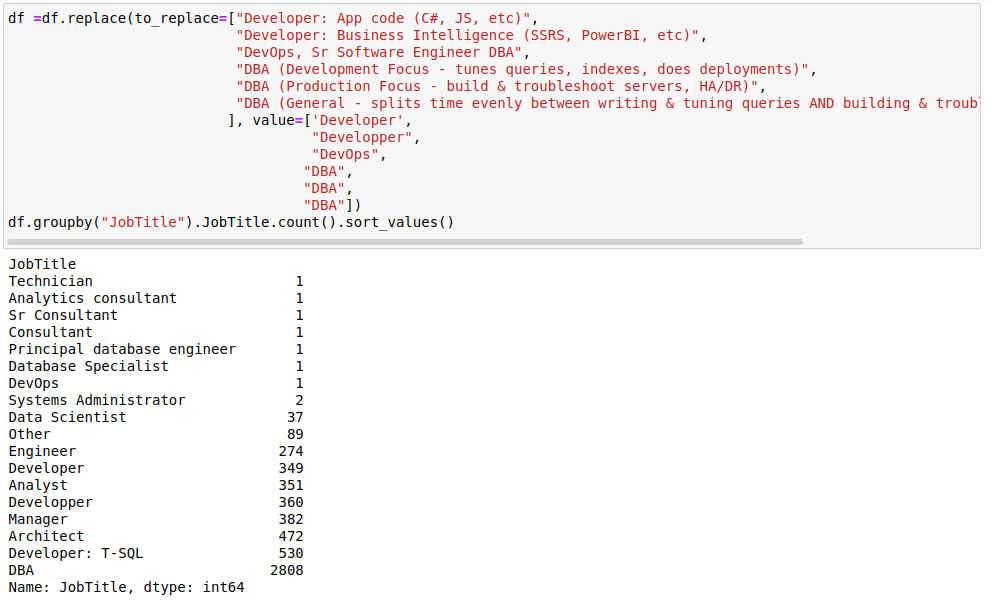 df =df.replace(to_replace=["Developer: App code (C#, JS, etc)",
"Developer: Business Intelligence (SSRS, PowerBI, etc)",
"DevOps, Sr Software Engineer DBA",
"DBA (Development Focus - tunes queries, indexes, does deployments)",
"DBA (Production Focus - build & troubleshoot servers, HA/DR)",
"DBA (General - splits time evenly between writing & tuning queries AND building & troubl
], value=['Developer',
"Developper",
"DevOps",
"DBA",
"DBA",
"DBA"])
df.groupby("JobTitle").JobTitle.count().sort_values()
JobTitle
Technician 1
Analytics consultant 1
Sr Consultant 1
Consultant 1
Principal database engineer 1
Database Specialist 1
DevOps 1
Systems Administrator 2
Data Scientist 37
Other 89
Engineer 274
Developer 349
Analyst 351
Developper 360
Manager 382
Architect 472
Developer: T-SQL 530
DBA 2808
Name: JobTitle, dtype: int64